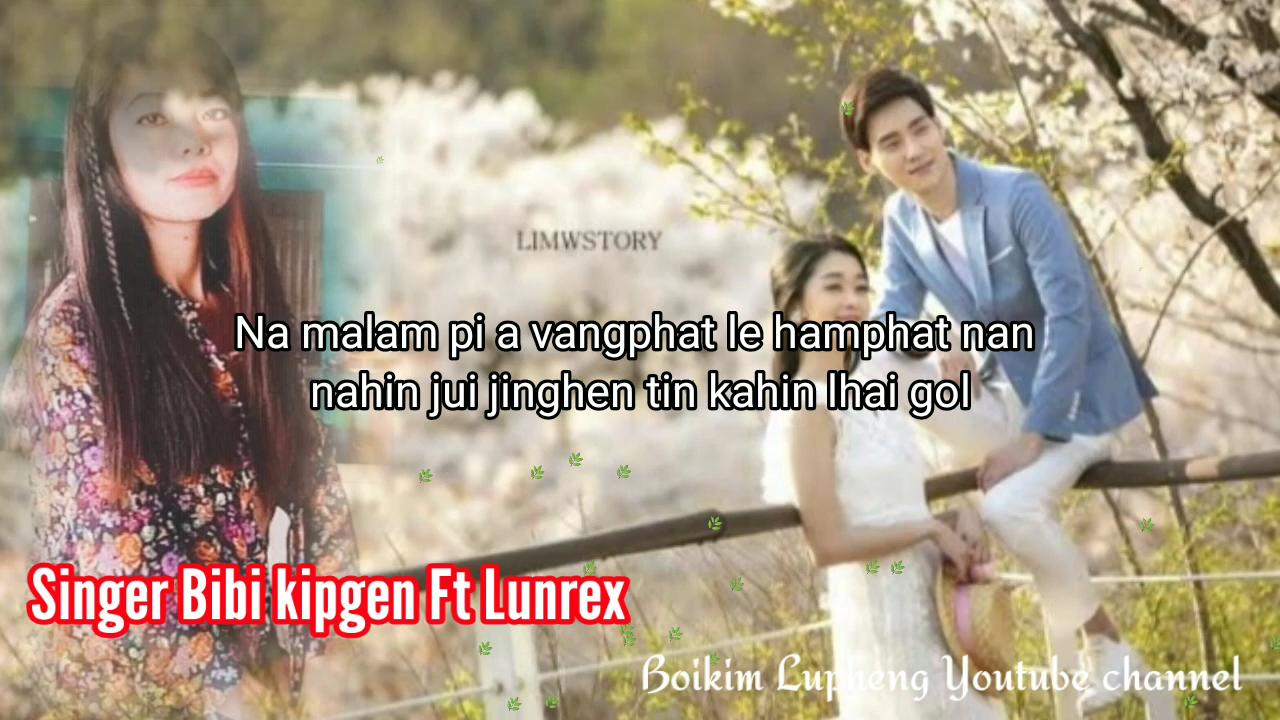 LIMWSTORY
Na malam pi a vangphat le hamphat nan
nahin jui jinghen tin kahin lhai gol
Singer Bibi kipgen Ft Lunrex
Boikim Lupheng Youtube channel